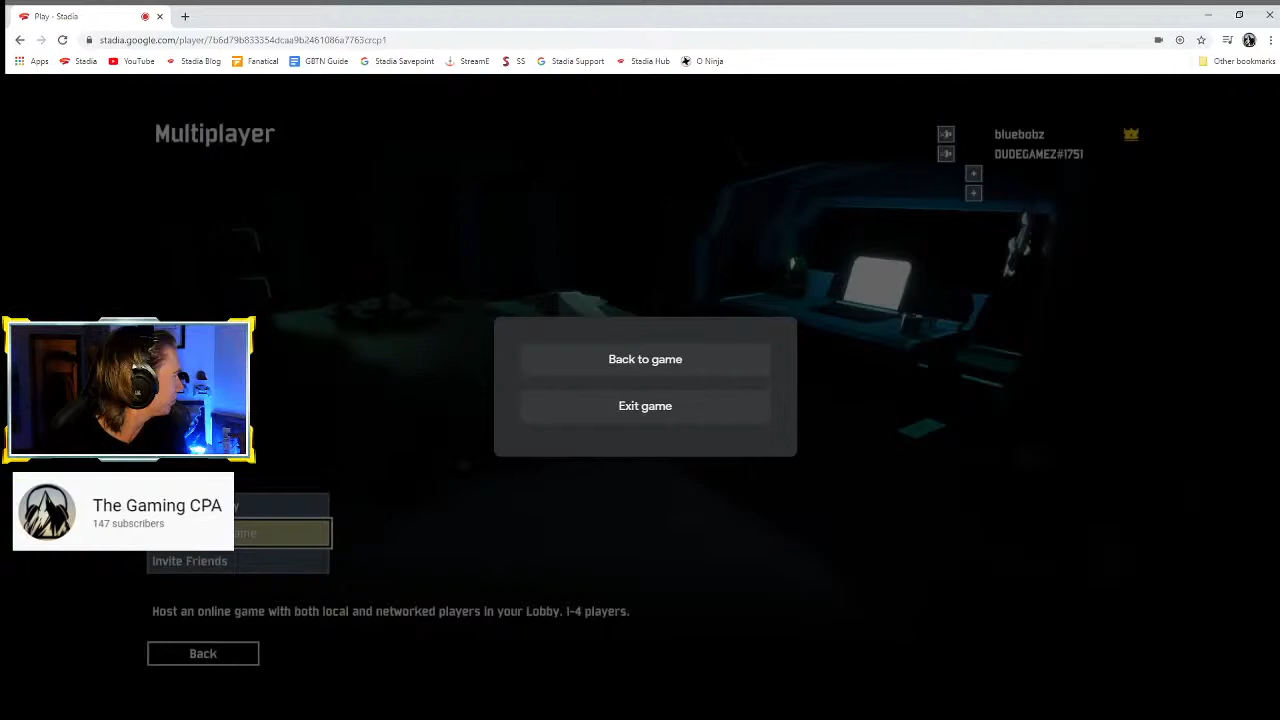 Play - Stadia
stadia.google.com/player/7b6d79b833354dcaa9b2461086a7763crcp1
Apps Stadia YouTube Stadia Blog Fanatical GBTN Guide Stadia Savepoint StreamE SS Stadia Support Stadia Hub O Ninja Other bookmarks
Multiplayer
bluebobz
DUDEGAMEZ#1751
Back to game
Exit game
The Gaming CPA
147 subscribers
Invite Friends
Host an online game with both local and networked players in your Lobby. 1-4 players.
Back